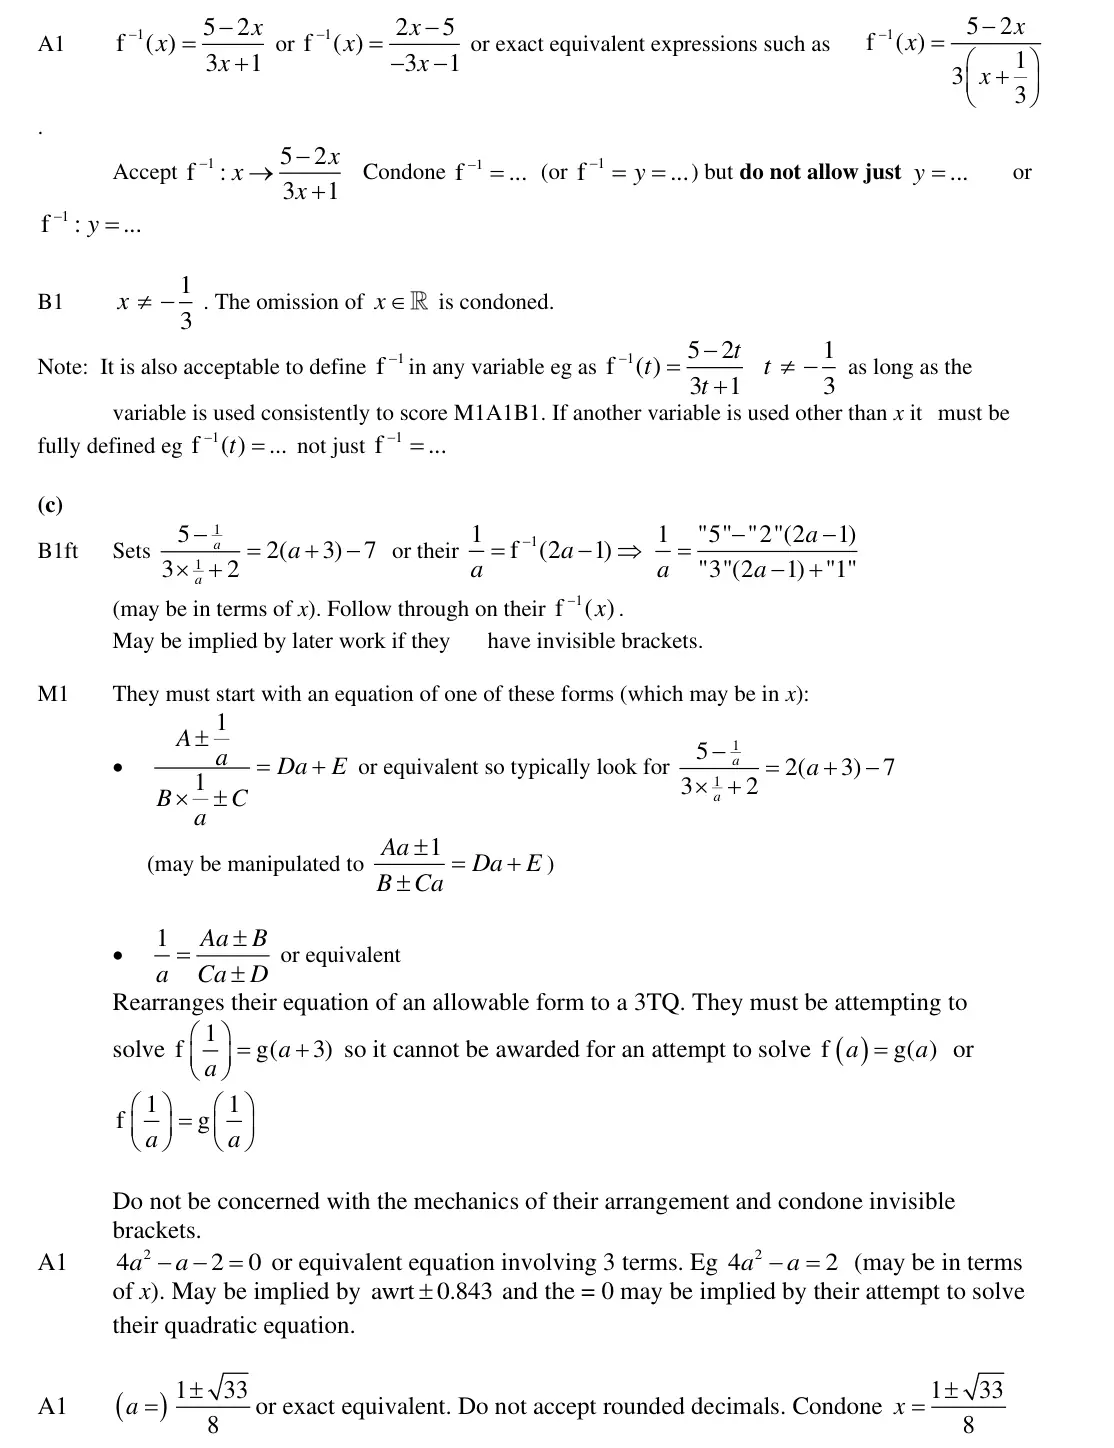 A1 f⁻¹(x) = (5 − 2x)/(3x + 1) or f⁻¹(x) = (2x − 5)/(−3x − 1) or exact equivalent expressions such as f⁻¹(x) = (5 − 2x)/(3(x + 1/3))
.
Accept f⁻¹ : x → (5 − 2x)/(3x + 1) Condone f⁻¹ = ... (or f⁻¹ = y = ...) but do not allow just y = ... or
f⁻¹ : y = ...
B1 x ≠ −1/3 . The omission of x ∈ ℝ is condoned.
Note: It is also acceptable to define f⁻¹ in any variable eg as f⁻¹(t) = (5 − 2t)/(3t + 1) t ≠ −1/3 as long as the
variable is used consistently to score M1A1B1. If another variable is used other than x it must be
fully defined eg f⁻¹(t) = ... not just f⁻¹ = ...
(c)
B1ft Sets (5 − 1/a)/(3 × 1/a + 2) = 2(a + 3) − 7 or their 1/a = f⁻¹(2a − 1) ⇒ 1/a = ("5"−"2"(2a − 1))/("3"(2a − 1) + "1")
(may be in terms of x). Follow through on their f⁻¹(x).
May be implied by later work if they have invisible brackets.
M1 They must start with an equation of one of these forms (which may be in x):
• (A ± 1/a)/(B × 1/a ± C) = Da + E or equivalent so typically look for (5 − 1/a)/(3 × 1/a + 2) = 2(a + 3) − 7
(may be manipulated to (Aa ± 1)/(B ± Ca) = Da + E)
• 1/a = (Aa ± B)/(Ca ± D) or equivalent
Rearranges their equation of an allowable form to a 3TQ. They must be attempting to
solve f(1/a) = g(a + 3) so it cannot be awarded for an attempt to solve f(a) = g(a) or
f(1/a) = g(1/a)
Do not be concerned with the mechanics of their arrangement and condone invisible
brackets.
A1 4a² − a − 2 = 0 or equivalent equation involving 3 terms. Eg 4a² − a = 2 (may be in terms
of x). May be implied by awrt ± 0.843 and the = 0 may be implied by their attempt to solve
their quadratic equation.
A1 (a =) (1 ± √33)/8 or exact equivalent. Do not accept rounded decimals. Condone x = (1 ± √33)/8